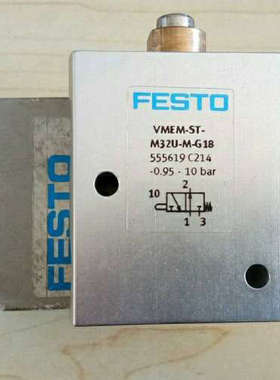 FESTO
VMEM-ST-
M32U-M-G18
555619 C214
-0.95 - 10 bar
2
10
1 3
FESTO